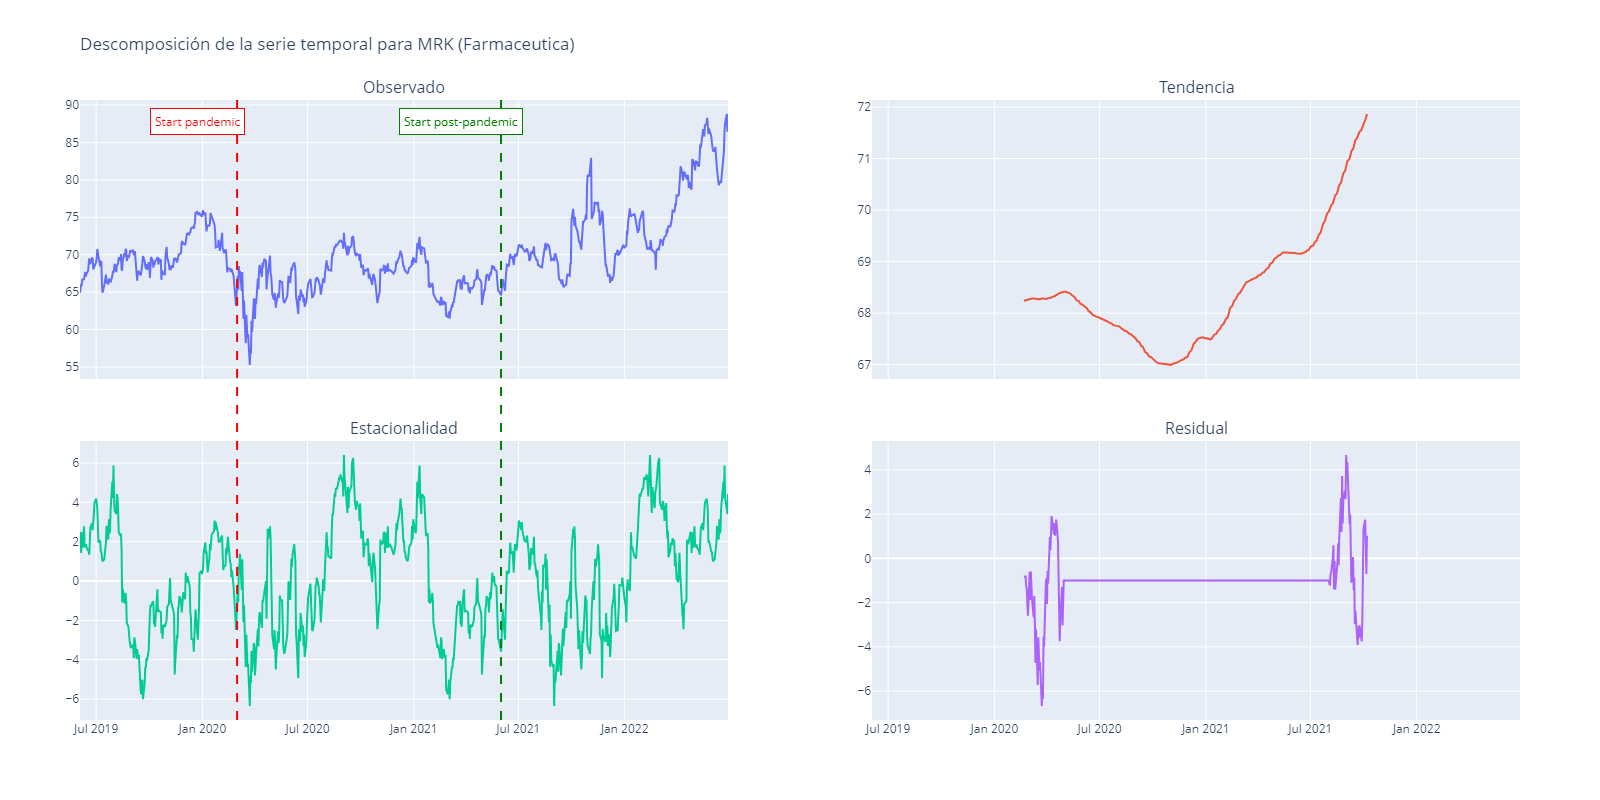 Descomposición de la serie temporal para MRK (Farmaceutica)
Observado
90
85
80
75
70
65
60
55
Start pandemic
Start post-pandemic
Tendencia
72
71
70
69
68
67
Estacionalidad
6
4
2
0
−2
−4
−6
Jul 2019
Jan 2020
Jul 2020
Jan 2021
Jul 2021
Jan 2022
Residual
4
2
0
−2
−4
−6
Jul 2019
Jan 2020
Jul 2020
Jan 2021
Jul 2021
Jan 2022